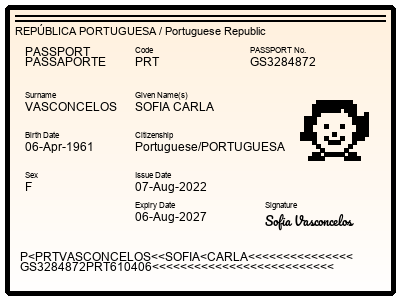 REPÚBLICA PORTUGUESA / Portuguese Republic
PASSPORT
PASSAPORTE
Code
PRT
PASSPORT No.
GS3284872
Surname
VASCONCELOS
Given Name(s)
SOFIA CARLA
Birth Date
06-Apr-1961
Citizenship
Portuguese/PORTUGUESA
Sex
F
Issue Date
07-Aug-2022
Expiry Date
06-Aug-2027
Signature
Sofia Vasconcelos
P<PRTVASCONCELOS<<SOFIA<CARLA<<<<<<<<<<<<<<<
GS3284872PRT610406<<<<<<<<<<<<<<<<<<<<<<<<<<